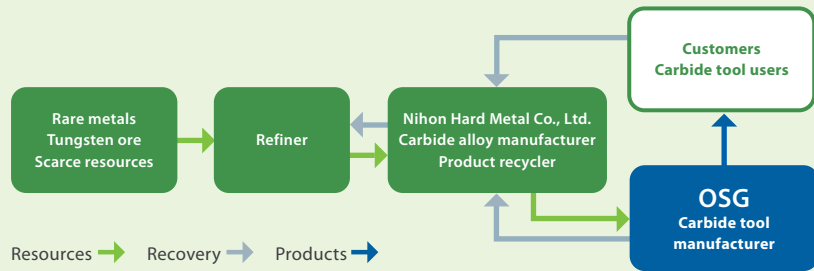 Rare metals
Tungsten ore
Scarce resources
Refiner
Nihon Hard Metal Co., Ltd.
Carbide alloy manufacturer
Product recycler
Customers
Carbide tool users
OSG
Carbide tool
manufacturer
Resources
Recovery
Products